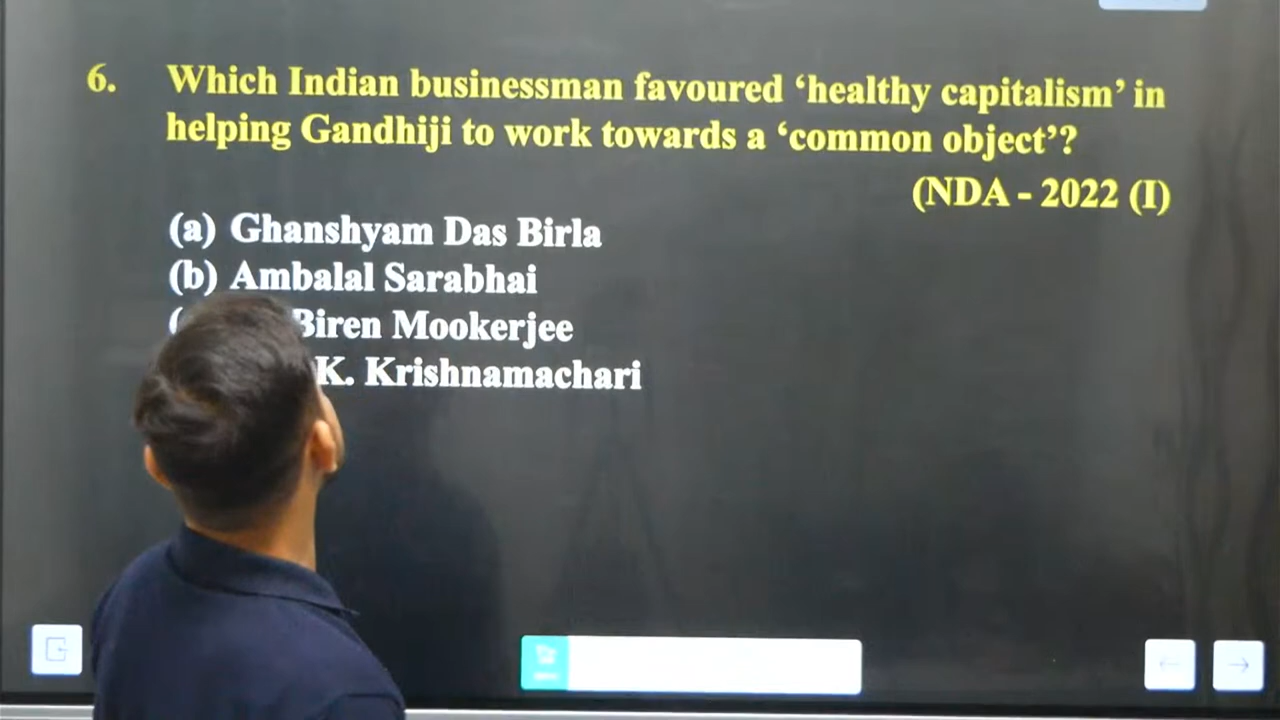 6. Which Indian businessman favoured ‘healthy capitalism’ in
helping Gandhiji to work towards a ‘common object’?
(NDA - 2022 (I)
(a) Ghanshyam Das Birla
(b) Ambalal Sarabhai
( Biren Mookerjee
K. Krishnamachari